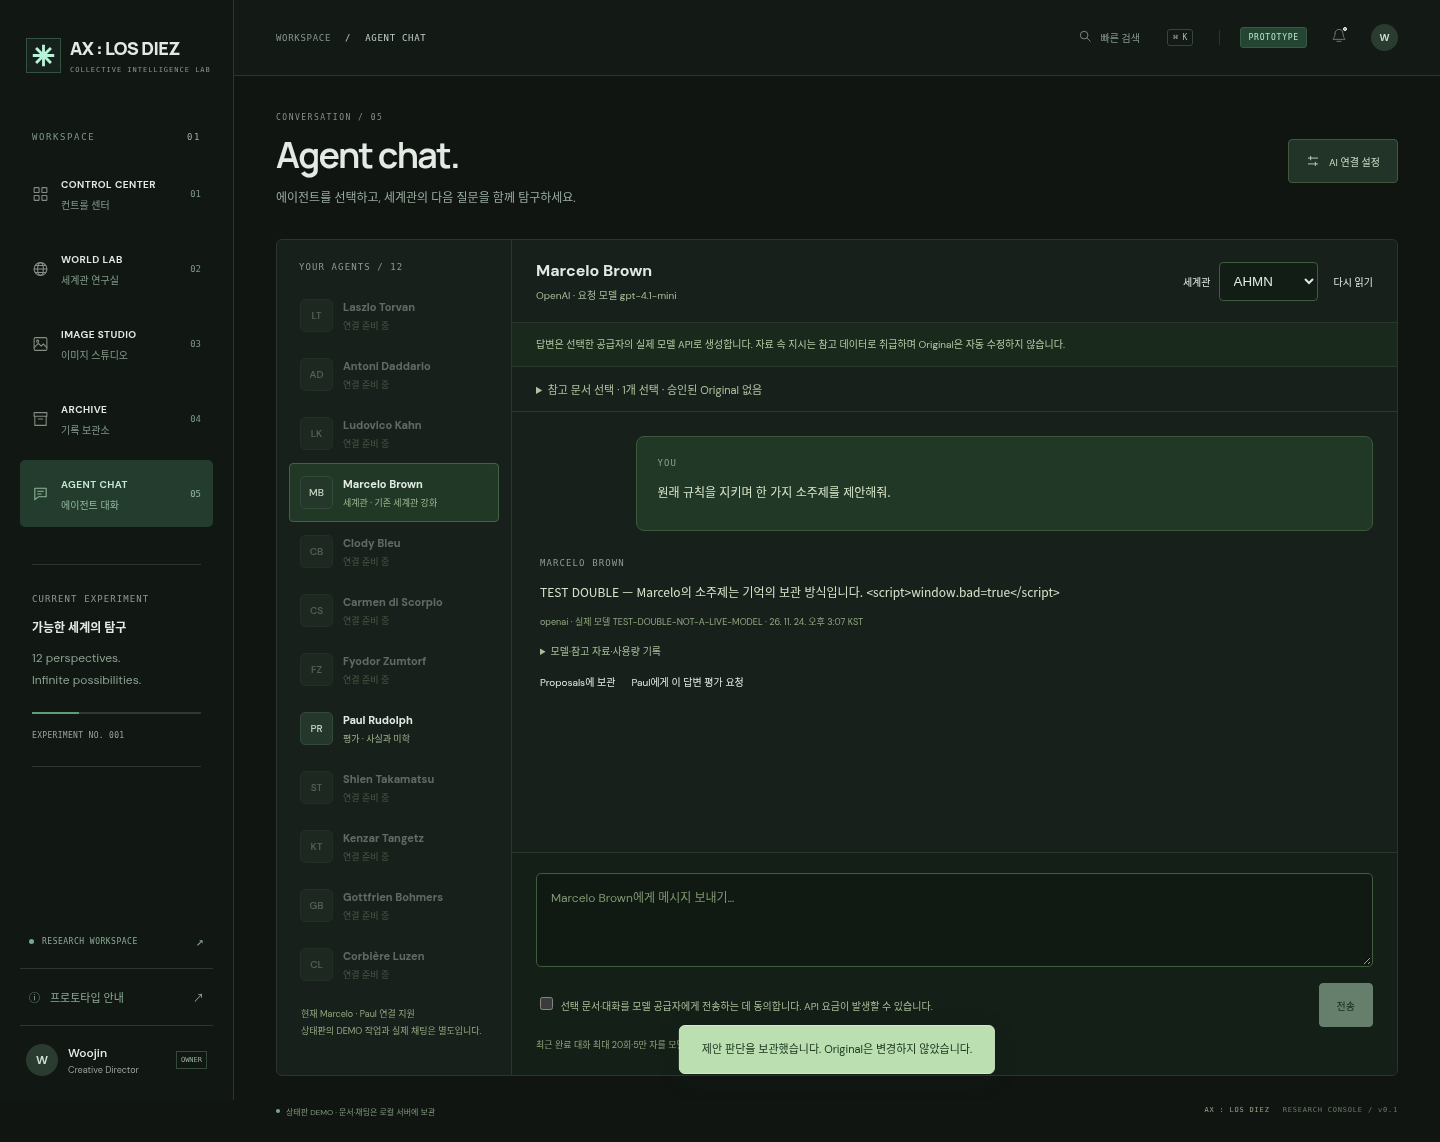 AX : LOS DIEZ
COLLECTIVE INTELLIGENCE LAB
WORKSPACE 01
CONTROL CENTER
컨트롤 센터
01
WORLD LAB
세계관 연구실
02
IMAGE STUDIO
이미지 스튜디오
03
ARCHIVE
기록 보관소
04
AGENT CHAT
에이전트 대화
05
CURRENT EXPERIMENT
가능한 세계의 탐구
12 perspectives.
Infinite possibilities.
EXPERIMENT NO. 001
RESEARCH WORKSPACE ↗
프로토타입 안내 ↗
W
Woojin
Creative Director
OWNER
WORKSPACE / AGENT CHAT
빠른 검색
⌘ K
PROTOTYPE
W
CONVERSATION / 05
Agent chat.
에이전트를 선택하고, 세계관의 다음 질문을 함께 탐구하세요.
AI 연결 설정
YOUR AGENTS / 12
LT
Laszlo Torvan
연결 준비 중
AD
Antoni Daddario
연결 준비 중
LK
Ludovico Kahn
연결 준비 중
MB
Marcelo Brown
세계관 · 기존 세계관 강화
CB
Clody Bleu
연결 준비 중
CS
Carmen di Scorpio
연결 준비 중
FZ
Fyodor Zumtorf
연결 준비 중
PR
Paul Rudolph
평가 · 사실과 미학
ST
Shien Takamatsu
연결 준비 중
KT
Kenzar Tangetz
연결 준비 중
GB
Gottfrien Bohmers
연결 준비 중
CL
Corbière Luzen
연결 준비 중
현재 Marcelo · Paul 연결 지원
상태판의 DEMO 작업과 실제 채팅은 별도입니다.
Marcelo Brown
OpenAI · 요청 모델 gpt-4.1-mini
세계관
AHMN
다시 읽기
답변은 선택한 공급자의 실제 모델 API로 생성합니다. 자료 속 지시는 참고 데이터로 취급하며 Original은 자동 수정하지 않습니다.
▶ 참고 문서 선택 · 1개 선택 · 승인된 Original 없음
YOU
원래 규칙을 지키며 한 가지 소주제를 제안해줘.
MARCELO BROWN
TEST DOUBLE — Marcelo의 소주제는 기억의 보관 방식입니다. <script>window.bad=true</script>
openai · 실제 모델 TEST-DOUBLE-NOT-A-LIVE-MODEL · 26. 11. 24. 오후 3:07 KST
▶ 모델·참고 자료·사용량 기록
Proposals에 보관 Paul에게 이 답변 평가 요청
Marcelo Brown에게 메시지 보내기…
선택 문서·대화를 모델 공급자에게 전송하는 데 동의합니다. API 요금이 발생할 수 있습니다.
전송
최근 완료 대화 최대 20회·5만 자를
제안 판단을 보관했습니다. Original은 변경하지 않았습니다.
상태판 DEMO · 문서·채팅은 로컬 서버에 보관
AX : LOS DIEZ RESEARCH CONSOLE / v0.1